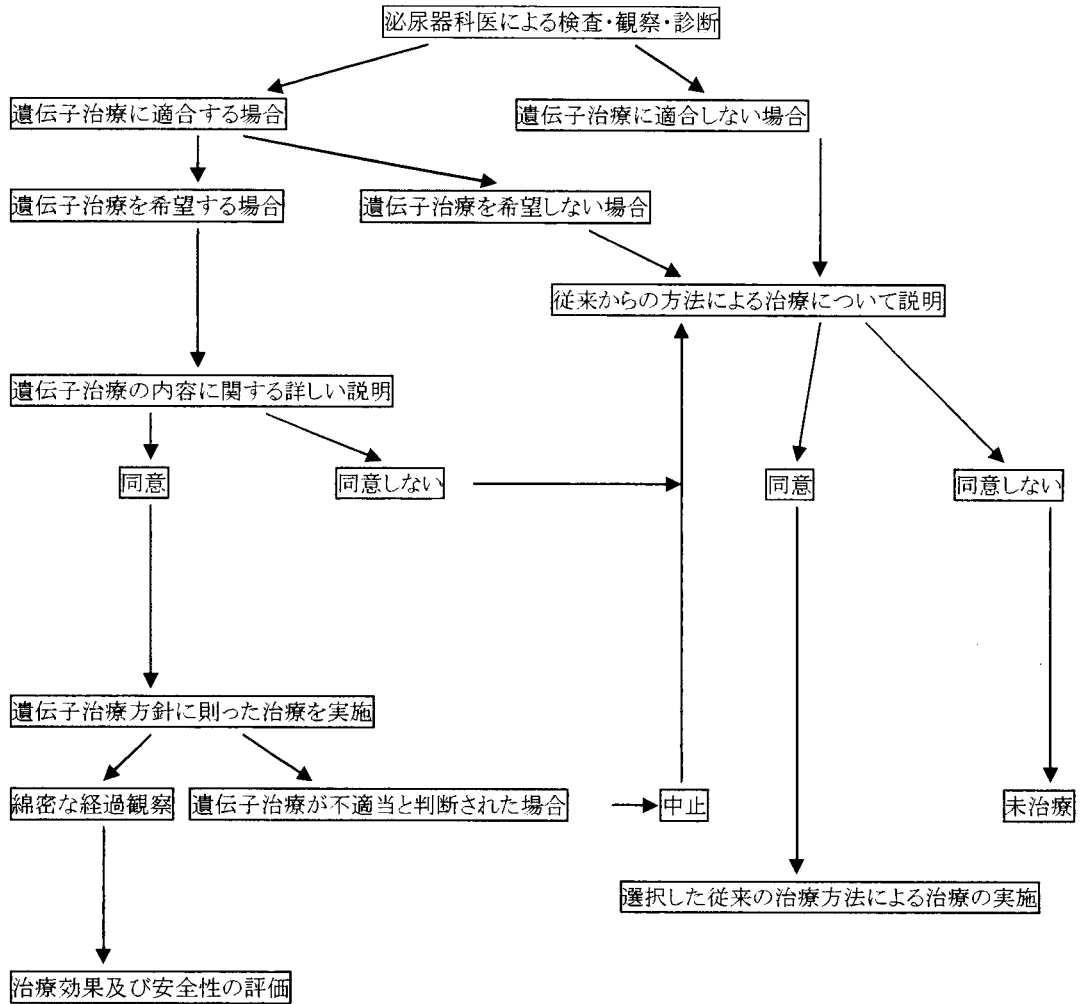 泌尿器科医による検査・観察・診断
遺伝子治療に適合する場合
遺伝子治療に適合しない場合
遺伝子治療を希望する場合
遺伝子治療を希望しない場合
従来からの方法による治療について説明
遺伝子治療の内容に関する詳しい説明
同意
同意しない
同意
同意しない
遺伝子治療方針に則った治療を実施
綿密な経過観察
遺伝子治療が不適当と判断された場合
中止
未治療
選択した従来の治療方法による治療の実施
治療効果及び安全性の評価